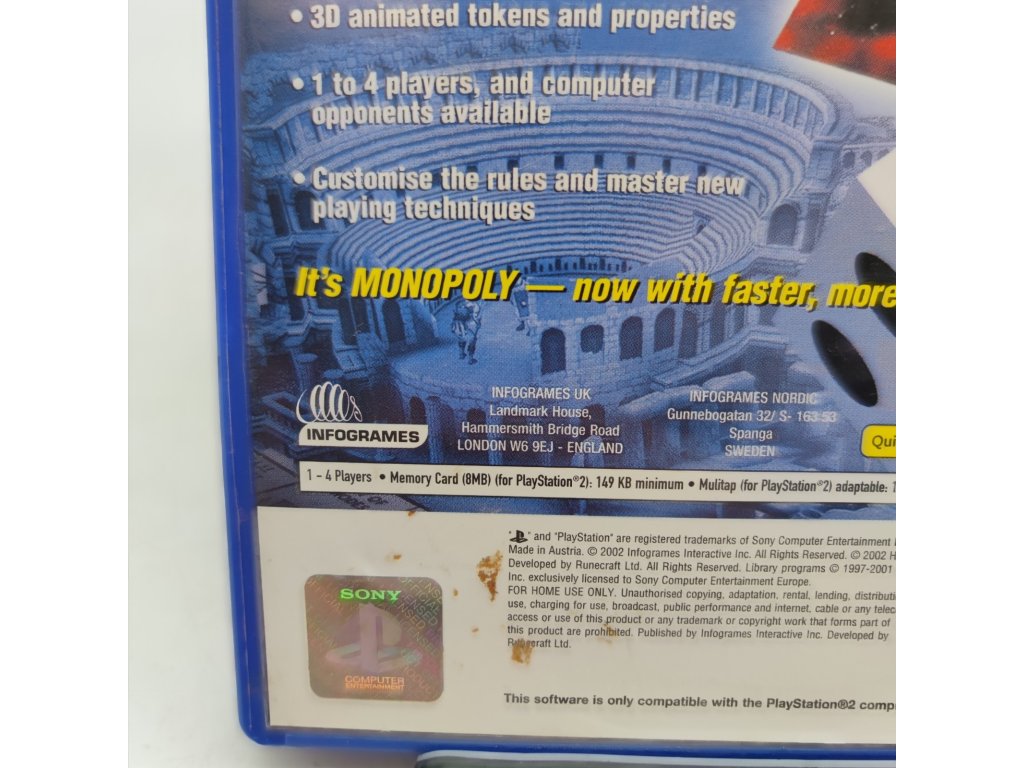 • 3D animated tokens and properties
• 1 to 4 players, and computer
opponents available
• Customise the rules and master new
playing techniques
It's MONOPOLY — now with faster, more
INFOGRAMES
INFOGRAMES UK
Landmark House,
Hammersmith Bridge Road
LONDON W6 9EJ - ENGLAND
INFOGRAMES NORDIC
Gunnebogatan 32/ S- 163 53
Spanga
SWEDEN
Qui
1 - 4 Players • Memory Card (8MB) (for PlayStation®2): 149 KB minimum • Mulitap (for PlayStation®2) adaptable: 1
" " and "PlayStation" are registered trademarks of Sony Computer Entertainment
Made in Austria. © 2002 Infogrames Interactive Inc. All Rights Reserved. © 2002 H
Developed by Runecraft Ltd. All Rights Reserved. Library programs © 1997-2001
Inc. exclusively licensed to Sony Computer Entertainment Europe.
FOR HOME USE ONLY. Unauthorised copying, adaptation, rental, lending, distributi
use, charging for use, broadcast, public performance and internet, cable or any telec
access or use of this product or any trademark or copyright work that forms part of
this product are prohibited. Published by Infogrames Interactive Inc. Developed by
Runecraft Ltd.
SONY
COMPUTER
ENTERTAINMENT
This software is only compatible with the PlayStation®2 comp